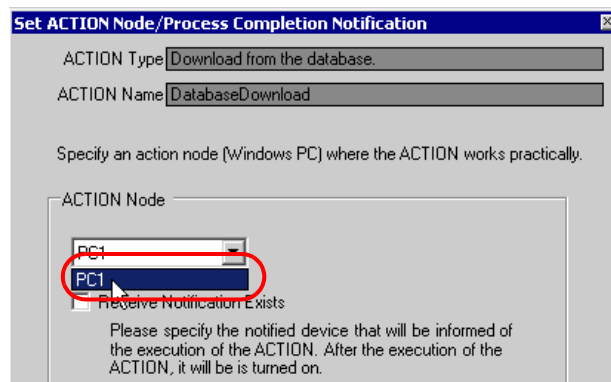 Set ACTION Node/Process Completion Notification
ACTION Type Download from the database.
ACTION Name DatabaseDownload
Specify an action node (Windows PC) where the ACTION works practically.
ACTION Node
PC1
PC1
Receive Notification Exists
Please specify the notified device that will be informed of
the execution of the ACTION. After the execution of the
ACTION, it will be is turned on.